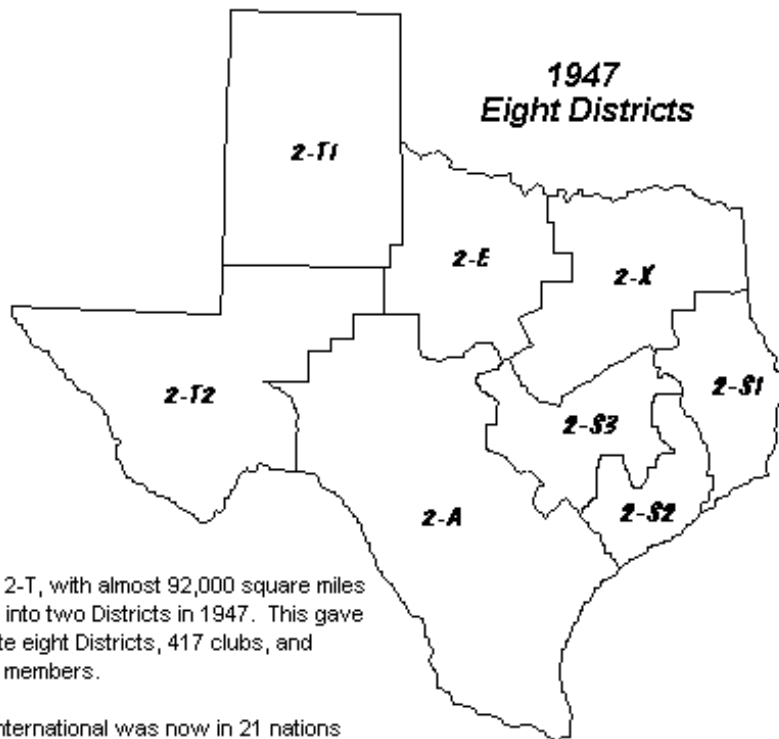 1947
Eight Districts
2-T1
2-E
2-X
2-T2
2-S1
2-S3
2-A
2-S2
2-T, with almost 92,000 square miles
into two Districts in 1947. This gave
te eight Districts, 417 clubs, and
members.
nternational was now in 21 nations